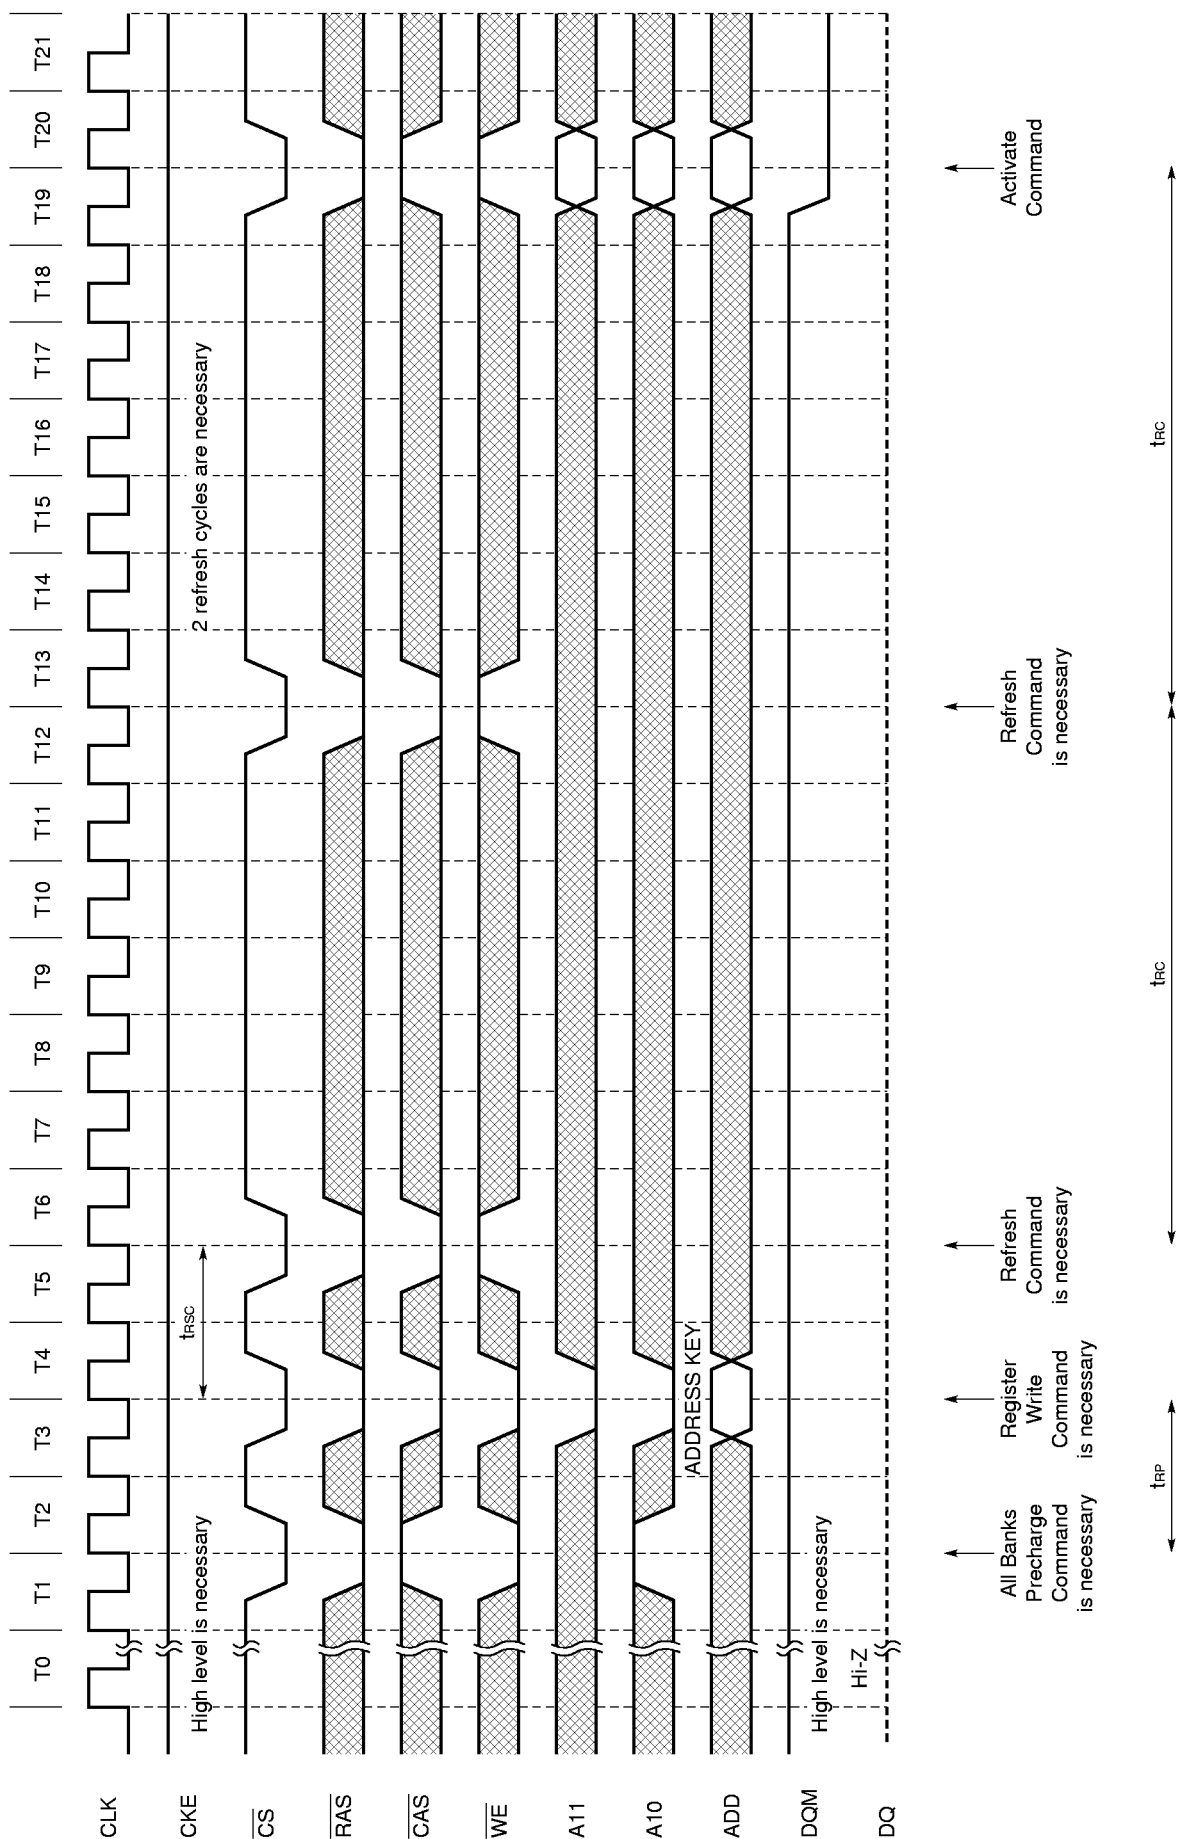 T0 T1 T2 T3 T4 T5 T6 T7 T8 T9 T10 T11 T12 T13 T14 T15 T16 T17 T18 T19 T20 T21
CLK
CKE
High level is necessary
tRSC
2 refresh cycles are necessary
CS
RAS
CAS
WE
A11
A10
ADDRESS KEY
ADD
DQM
High level is necessary
Hi-Z
DQ
All Banks
Precharge
Command
is necessary
Register
Write
Command
is necessary
Refresh
Command
is necessary
Refresh
Command
is necessary
Activate
Command
tRP
tRC
tRC